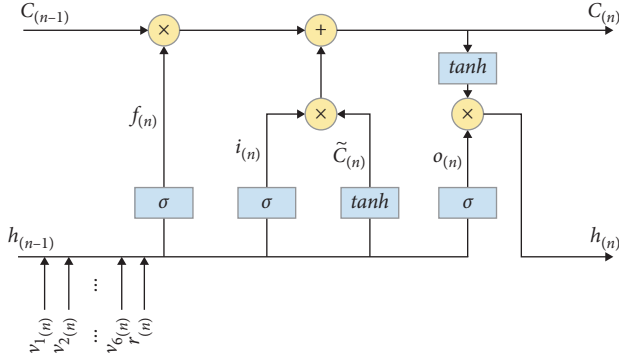 C(n−1)
C(n)
×
+
tanh
f(n)
×
×
i(n)
C̃(n)
o(n)
σ
σ
tanh
σ
h(n−1)
h(n)
...
...
v1(n)
v2(n)
v6(n)
r(n)